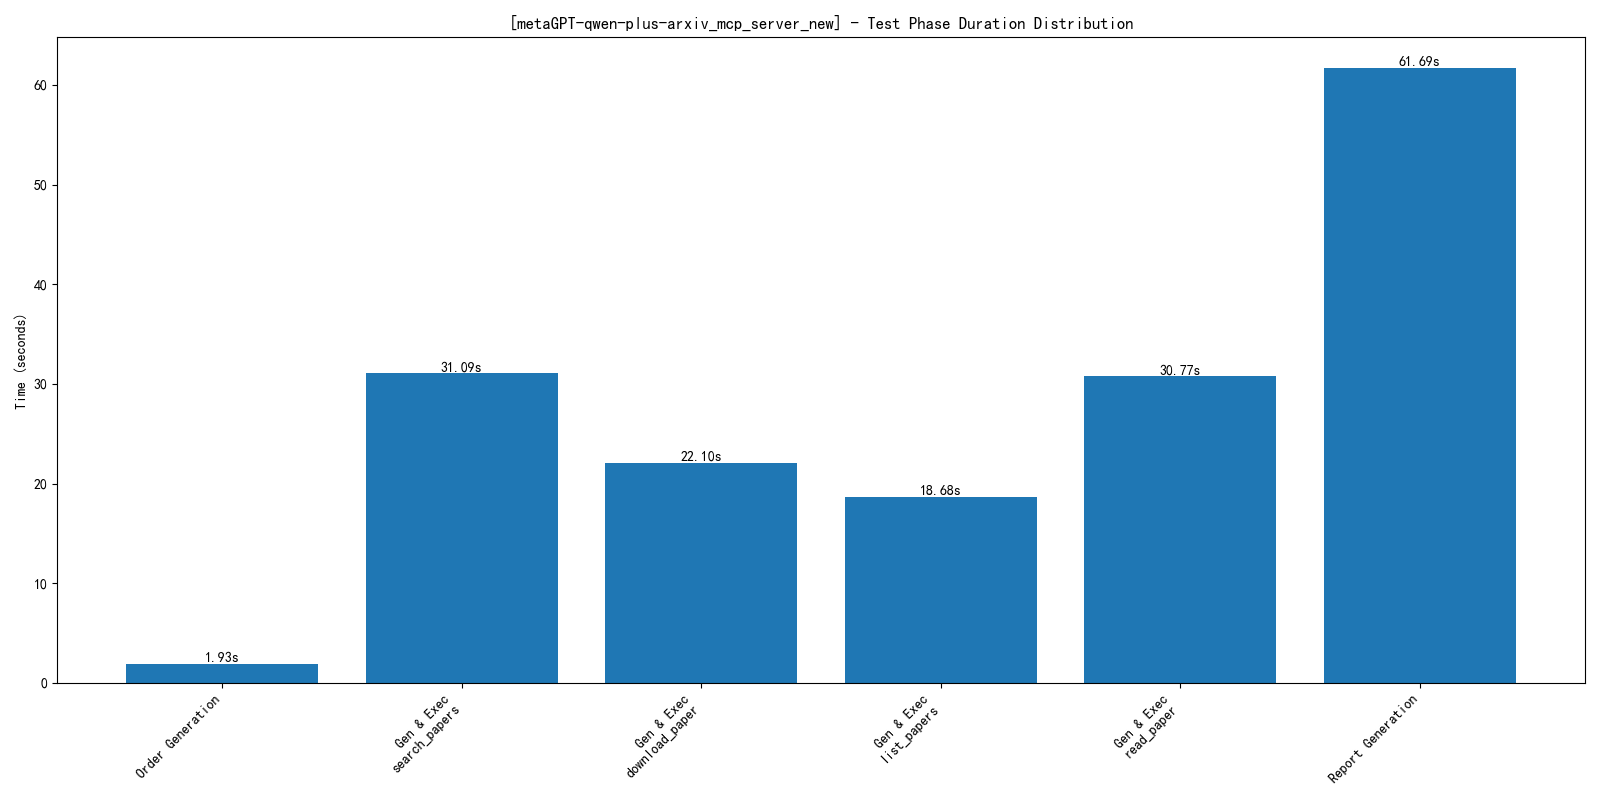 [metaGPT-qwen-plus-arxiv_mcp_server_new] - Test Phase Duration Distribution
Time (seconds)
60
50
40
30
20
10
0
1.93s
31.09s
22.10s
18.68s
30.77s
61.69s
Order Generation
Gen & Exec
search_papers
Gen & Exec
download_paper
Gen & Exec
list_papers
Gen & Exec
read_paper
Report Generation